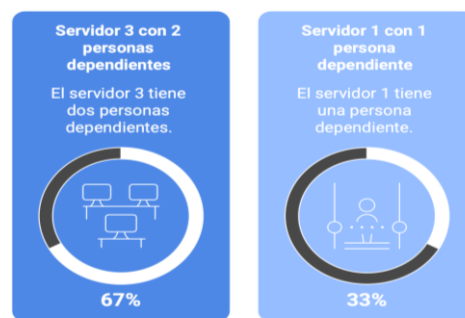 Servidor 3 con 2
personas
dependientes
El servidor 3 tiene
dos personas
dependientes.
67%
Servidor 1 con 1
persona
dependiente
El servidor 1 tiene
una persona
dependiente.
33%